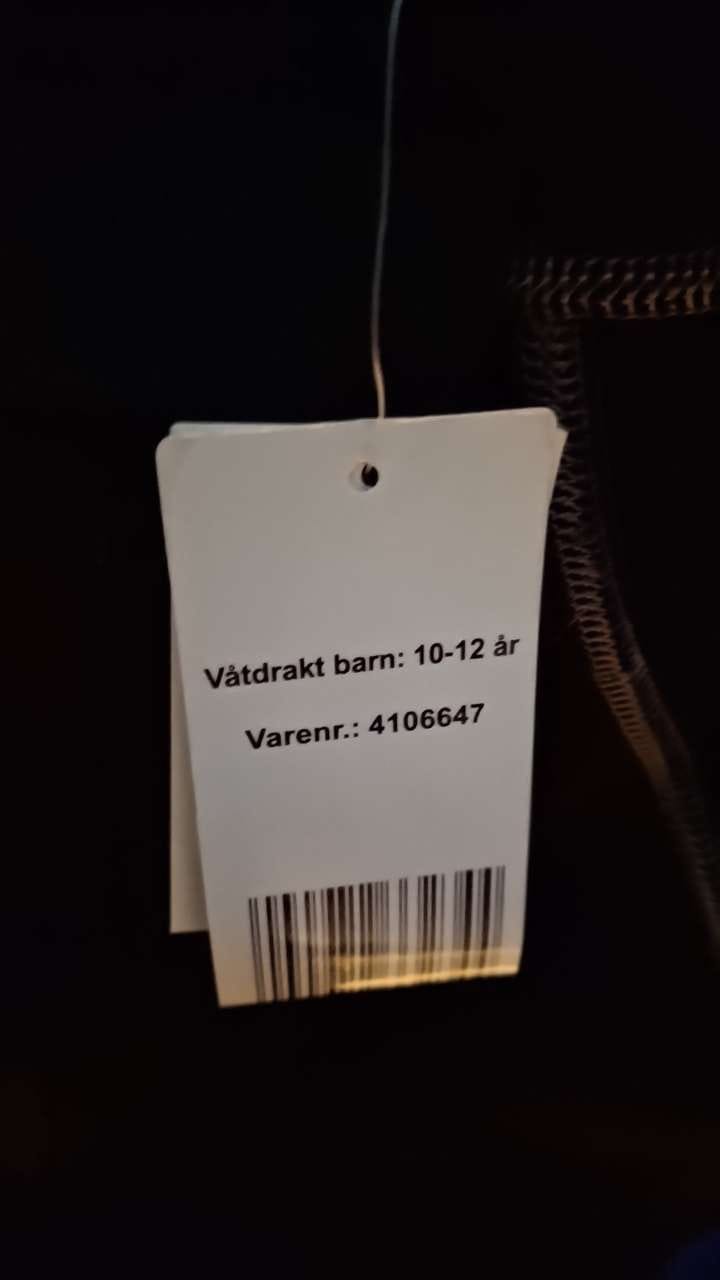 Våtdrakt barn: 10-12 år
Varenr.: 4106647